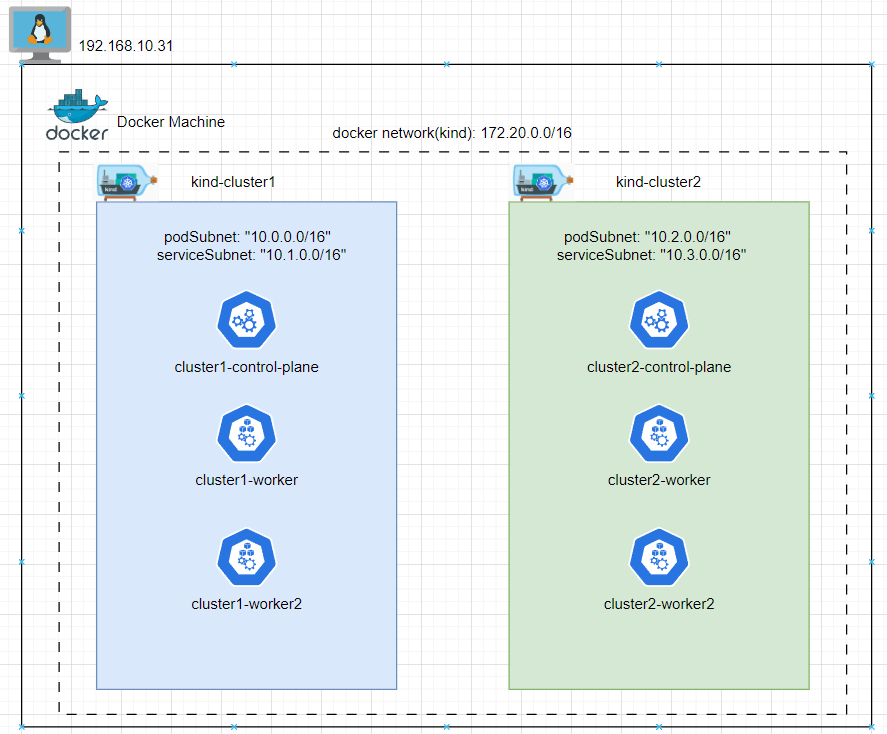 192.168.10.31
docker
Docker Machine
docker network(kind): 172.20.0.0/16
kind
kind-cluster1
kind
kind-cluster2
podSubnet: "10.0.0.0/16"
serviceSubnet: "10.1.0.0/16"
cluster1-control-plane
cluster1-worker
cluster1-worker2
podSubnet: "10.2.0.0/16"
serviceSubnet: "10.3.0.0/16"
cluster2-control-plane
cluster2-worker
cluster2-worker2